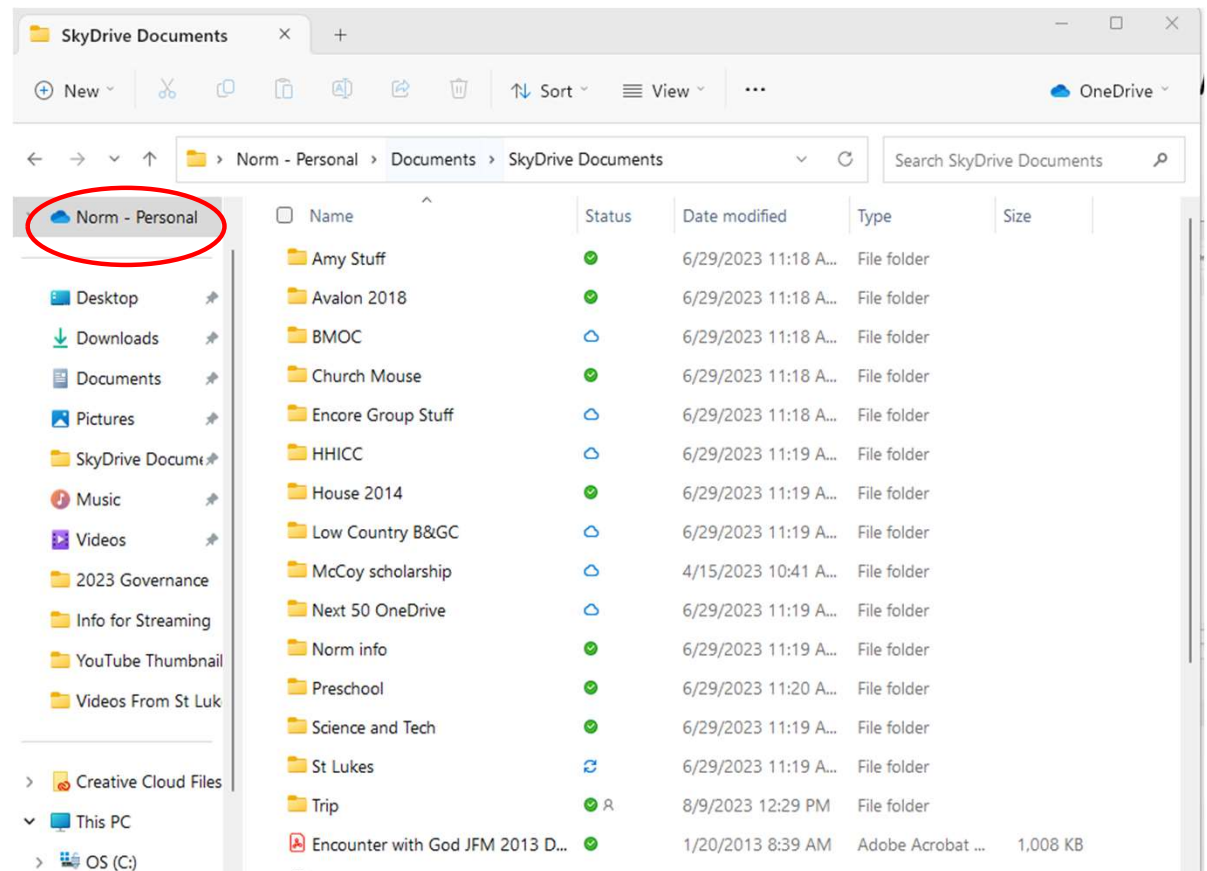 SkyDrive Documents
New Sort View ... OneDrive
Norm - Personal > Documents > SkyDrive Documents Search SkyDrive Documents
Norm - Personal
Desktop
Downloads
Documents
Pictures
SkyDrive Docume
Music
Videos
2023 Governance
Info for Streaming
YouTube Thumbnail
Videos From St Luk
Creative Cloud Files
This PC
OS (C:)
Name Status Date modified Type Size
Amy Stuff 6/29/2023 11:18 A... File folder
Avalon 2018 6/29/2023 11:18 A... File folder
BMOC 6/29/2023 11:18 A... File folder
Church Mouse 6/29/2023 11:18 A... File folder
Encore Group Stuff 6/29/2023 11:18 A... File folder
HHICC 6/29/2023 11:19 A... File folder
House 2014 6/29/2023 11:19 A... File folder
Low Country B&GC 6/29/2023 11:19 A... File folder
McCoy scholarship 4/15/2023 10:41 A... File folder
Next 50 OneDrive 6/29/2023 11:19 A... File folder
Norm info 6/29/2023 11:19 A... File folder
Preschool 6/29/2023 11:20 A... File folder
Science and Tech 6/29/2023 11:19 A... File folder
St Lukes 6/29/2023 11:19 A... File folder
Trip 8/9/2023 12:29 PM File folder
Encounter with God JFM 2013 D... 1/20/2013 8:39 AM Adobe Acrobat ... 1,008 KB